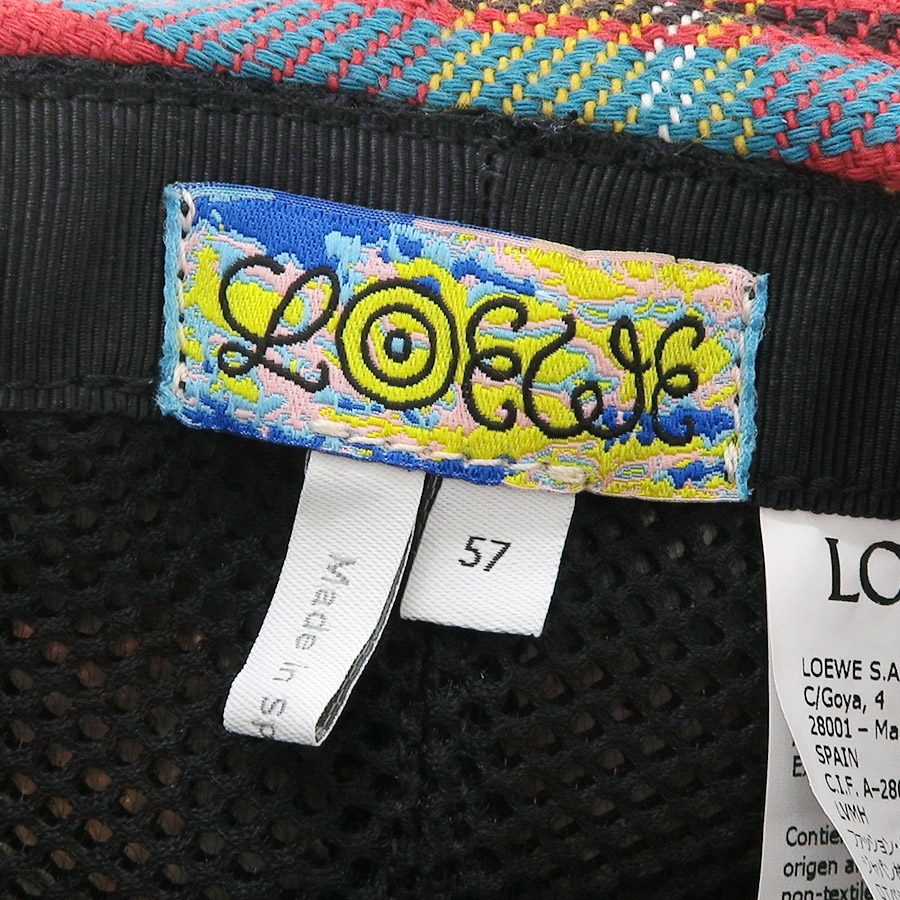 LOEWE
57
Made in Sp
LO
LOEWE S.A
C/Goya, 4
28001 – Ma
SPAIN
C.I.F. A-28
LVMH
Contie
origen a
non-textile